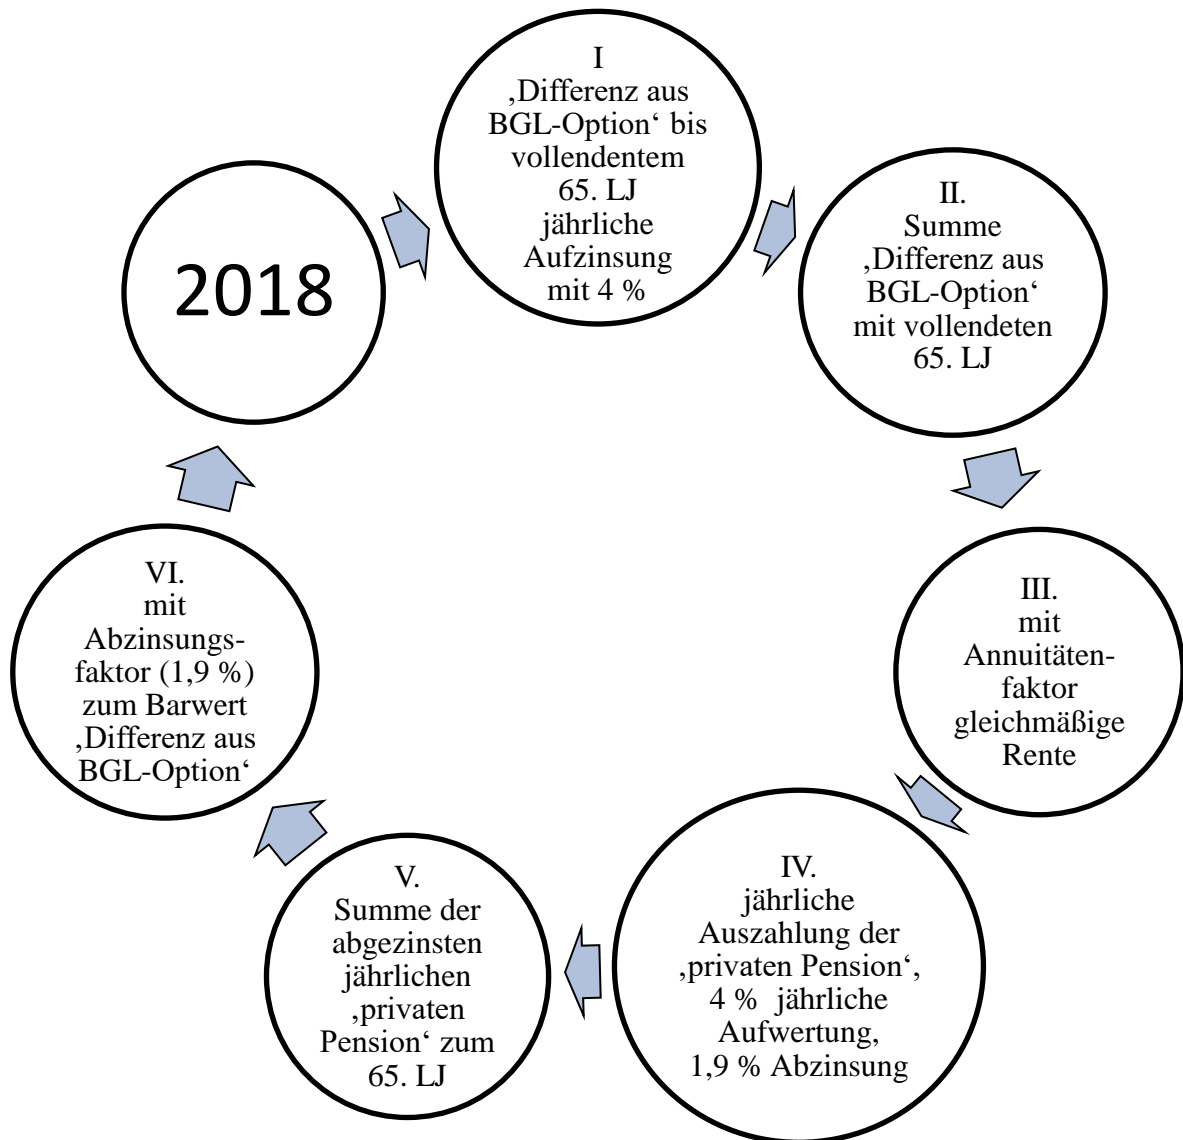 2018
I
‚Differenz aus
BGL-Option‘ bis
vollendentem
65. LJ
jährliche
Aufzinsung
mit 4 %
II.
Summe
‚Differenz aus
BGL-Option‘
mit vollendeten
65. LJ
III.
mit
Annuitäten-
faktor
gleichmäßige
Rente
IV.
jährliche
Auszahlung der
‚privaten Pension‘,
4 % jährliche
Aufwertung,
1,9 % Abzinsung
V.
Summe der
abgezinsten
jährlichen
‚privaten
Pension‘ zum
65. LJ
VI.
mit
Abzinsungs-
faktor (1,9 %)
zum Barwert
‚Differenz aus
BGL-Option‘